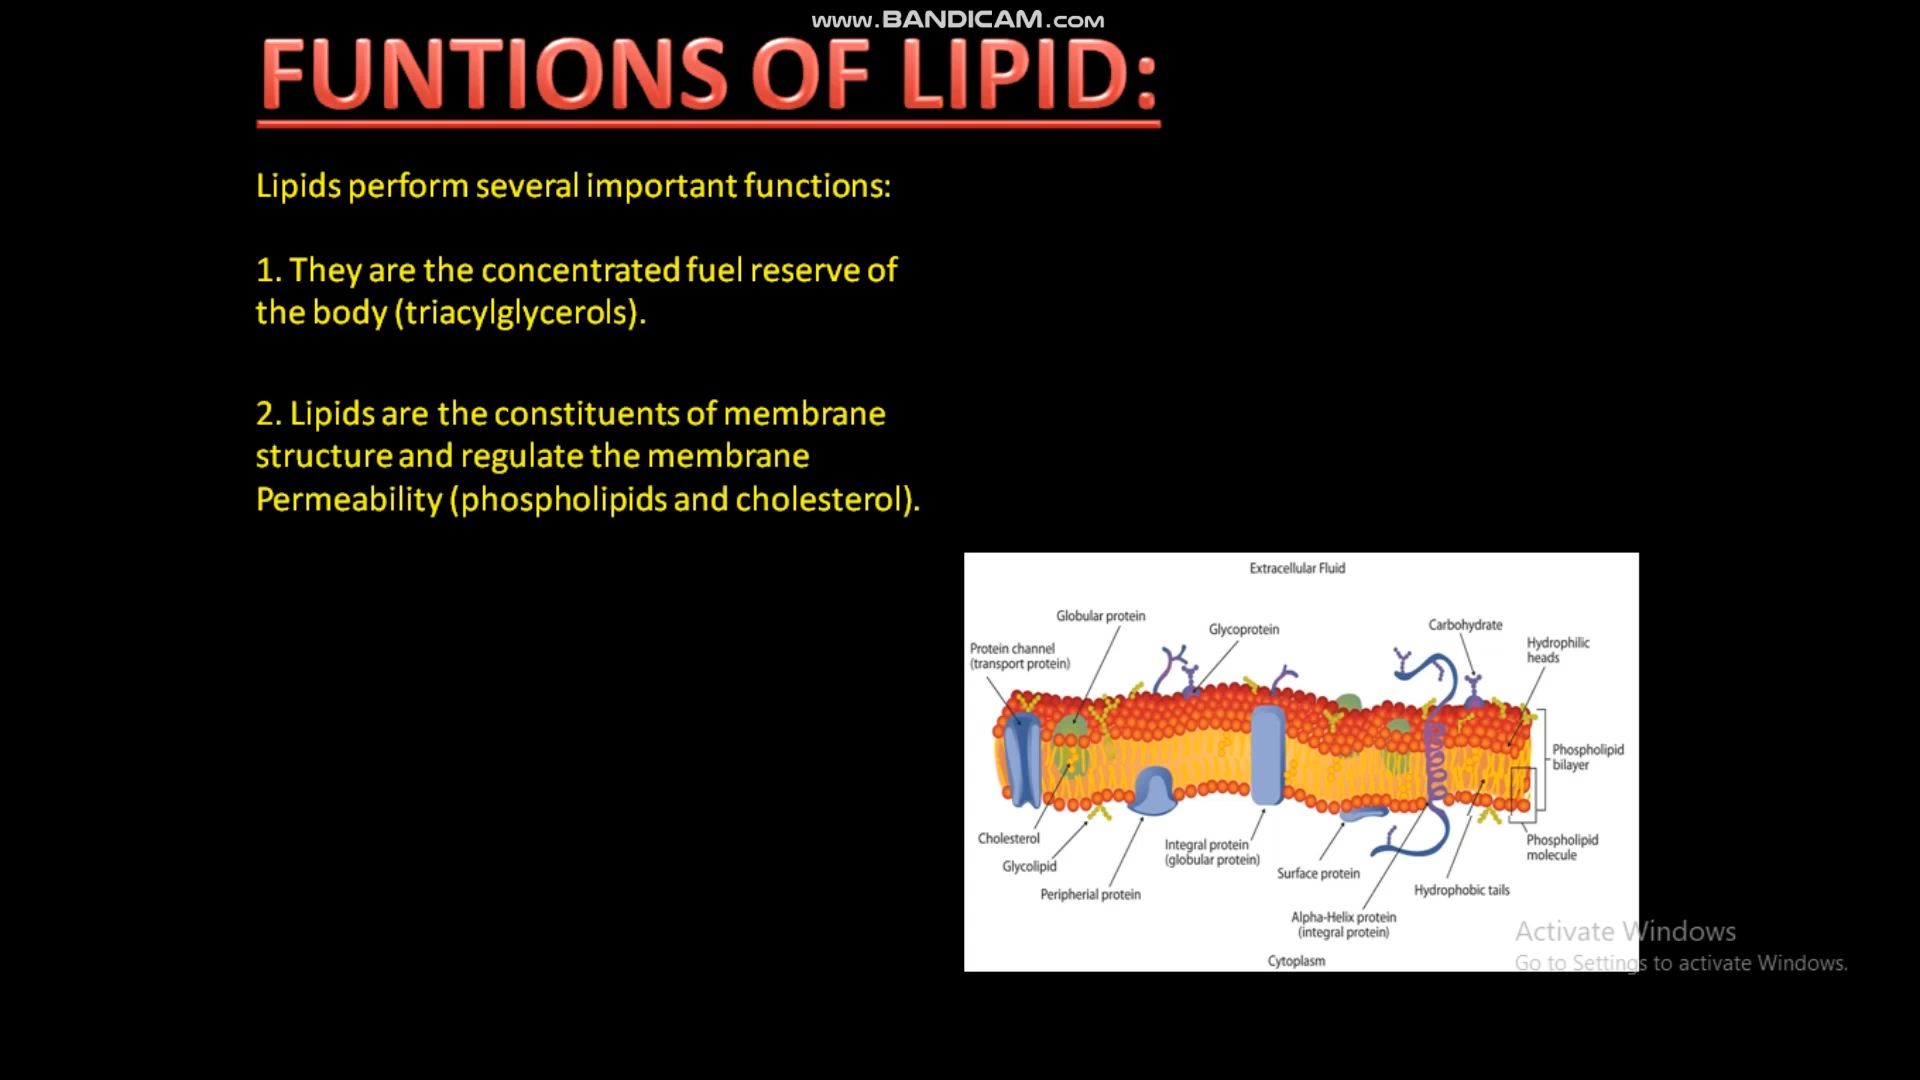 www.BANDICAM.com
FUNTIONS OF LIPID:
Lipids perform several important functions:
1. They are the concentrated fuel reserve of
the body (triacylglycerols).
2. Lipids are the constituents of membrane
structure and regulate the membrane
Permeability (phospholipids and cholesterol).
Extracellular Fluid
Globular protein
Glycoprotein
Carbohydrate
Hydrophilic
heads
Protein channel
(transport protein)
Phospholipid
bilayer
Cholesterol
Glycolipid
Peripherial protein
Integral protein
(globular protein)
Surface protein
Alpha-Helix protein
(integral protein)
Hydrophobic tails
Phospholipid
molecule
Cytoplasm
Activate Windows
Go to Settings to activate Windows.